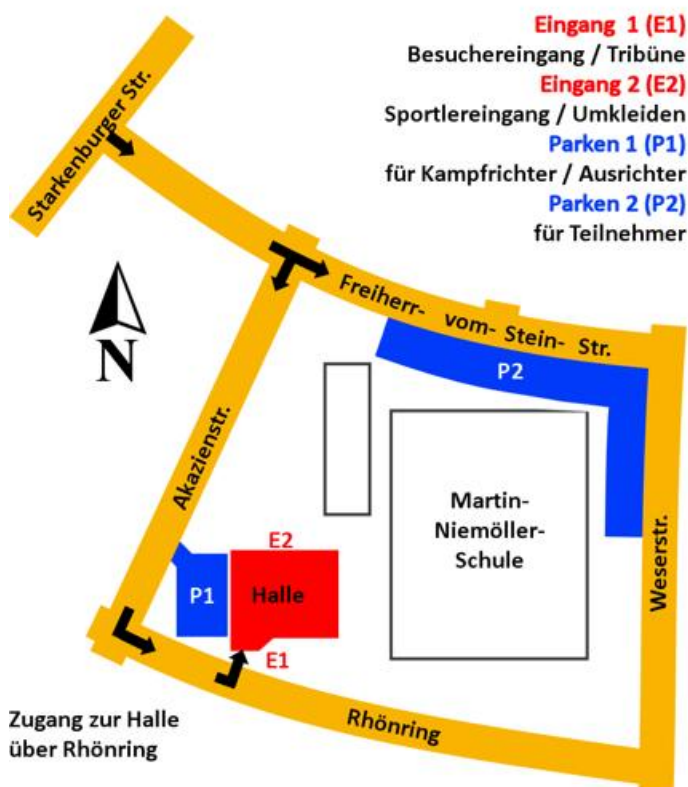 Eingang 1 (E1)
Besuchereingang / Tribüne
Eingang 2 (E2)
Sportlereingang / Umkleiden
Parken 1 (P1)
für Kampfrichter / Ausrichter
Parken 2 (P2)
für Teilnehmer
Starkenburger Str.
Freiherr- vom- Stein- Str.
N
P2
Akazienstr.
Martin-
Niemöller-
Schule
Weserstr.
E2
P1
Halle
E1
Rhönring
Zugang zur Halle
über Rhönring